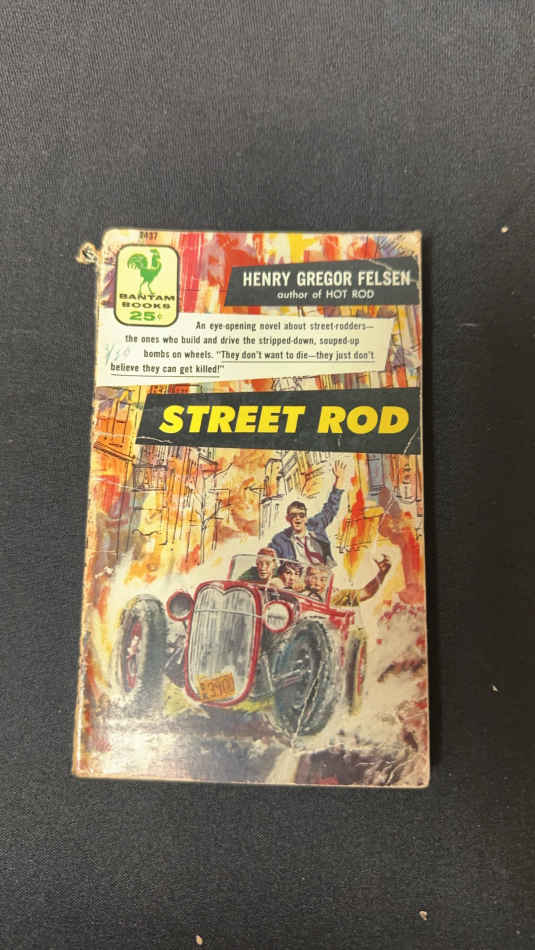 1437
BANTAM
BOOKS
25¢
HENRY GREGOR FELSEN
author of HOT ROD
An eye-opening novel about street-rodders—
the ones who build and drive the stripped-down, souped-up
bombs on wheels. "They don't want to die—they just don't
believe they can get killed!"
STREET ROD